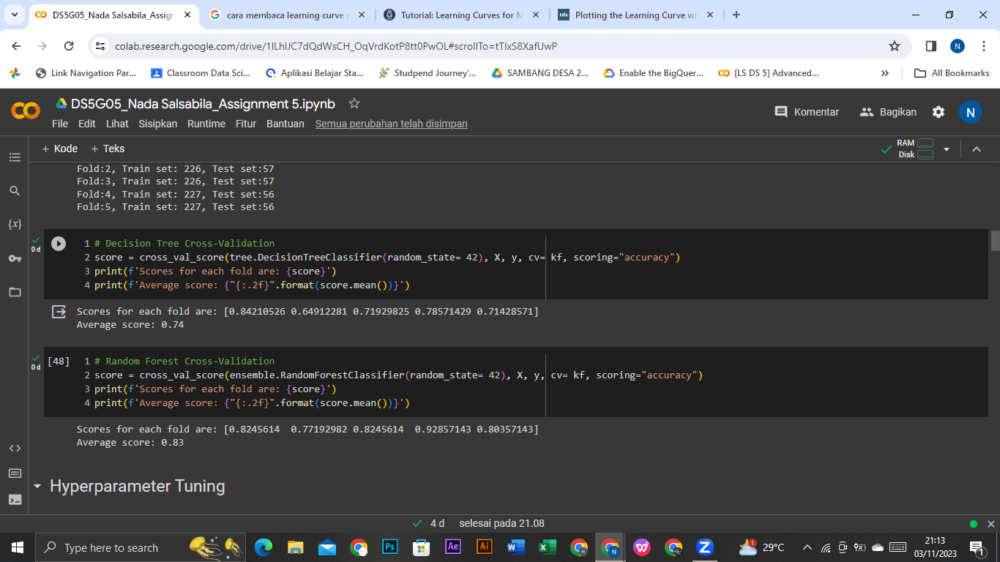 DS5G05_Nada Salsabila_Assign
cara membaca learning curve
Tutorial: Learning Curves for M
tds
Plotting the Learning Curve wi
colab.research.google.com/drive/1ILhIJC7dQdWsCH_OqVrdKotP8tt0PwOL#scrollTo=tTIxS8XafUwP
N
Link Navigation Par...
Classroom Data Sci...
Aplikasi Belajar Sta...
Studpend Journey'...
SAMBANG DESA 2...
Enable the BigQuer...
[LS DS 5] Advanced...
»
All Bookmarks
DS5G05_Nada Salsabila_Assignment 5.ipynb
Komentar
Bagikan
N
File Edit Lihat Sisipkan Runtime Fitur Bantuan Semua perubahan telah disimpan
+ Kode + Teks
RAM
Disk
Fold:2, Train set: 226, Test set:57
Fold:3, Train set: 226, Test set:57
Fold:4, Train set: 227, Test set:56
Fold:5, Train set: 227, Test set:56
{x}
0 d
1 # Decision Tree Cross-Validation
2 score = cross_val_score(tree.DecisionTreeClassifier(random_state= 42), X, y, cv= kf, scoring="accuracy")
3 print(f'Scores for each fold are: {score}')
4 print(f'Average score: {"{:.2f}".format(score.mean())}')
Scores for each fold are: [0.84210526 0.64912281 0.71929825 0.78571429 0.71428571]
Average score: 0.74
0 d
[48]
1 # Random Forest Cross-Validation
2 score = cross_val_score(ensemble.RandomForestClassifier(random_state= 42), X, y, cv= kf, scoring="accuracy")
3 print(f'Scores for each fold are: {score}')
4 print(f'Average score: {"{:.2f}".format(score.mean())}')
Scores for each fold are: [0.8245614  0.77192982 0.8245614  0.92857143 0.80357143]
Average score: 0.83
Hyperparameter Tuning
4 d selesai pada 21.08
Type here to search
Ps
Ae
Ai
1
29°C
21:13
03/11/2023
1